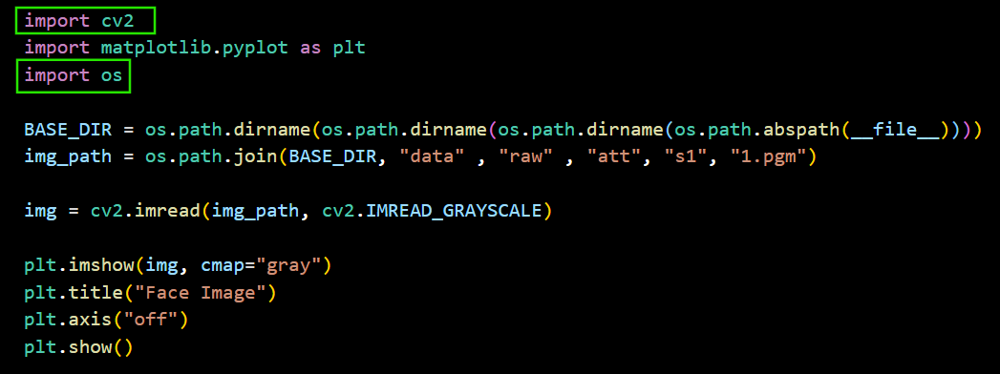 import cv2
import matplotlib.pyplot as plt
import os
BASE_DIR = os.path.dirname(os.path.dirname(os.path.dirname(os.path.abspath(__file__))))
img_path = os.path.join(BASE_DIR, "data" , "raw" , "att", "s1", "1.pgm")
img = cv2.imread(img_path, cv2.IMREAD_GRAYSCALE)
plt.imshow(img, cmap="gray")
plt.title("Face Image")
plt.axis("off")
plt.show()